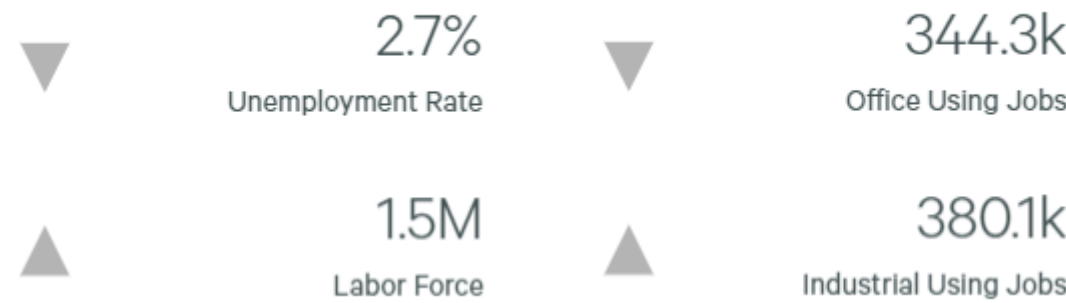 2.7%
Unemployment Rate
344.3k
Office Using Jobs
1.5M
Labor Force
380.1k
Industrial Using Jobs